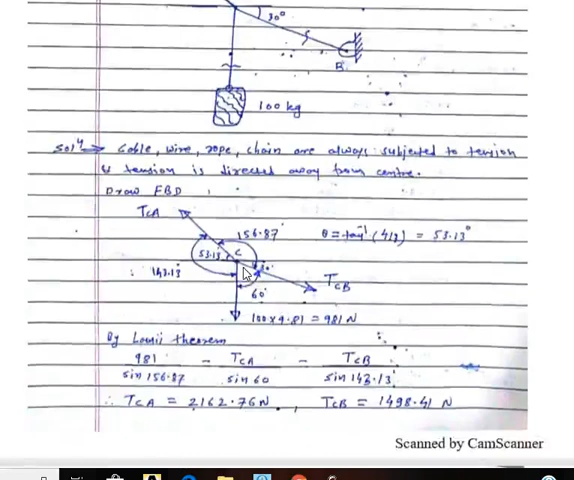 30°
B
100 kg
Solⁿ → Cable, wire, rope, chain are always subjected to tension
& tension is directed away from centre.
Draw FBD
TCA
156.87° θ = tan⁻¹ (4/3) = 53.13°
53.13 C
143.13°
TCB
60°
100×9.81 = 981 N
By Lamii theorem
981 = TCA = TCB
sin 156.87 sin 60 sin 143.13
∴ TCA = 2162.76 N , TCB = 1498.41 N
Scanned by CamScanner